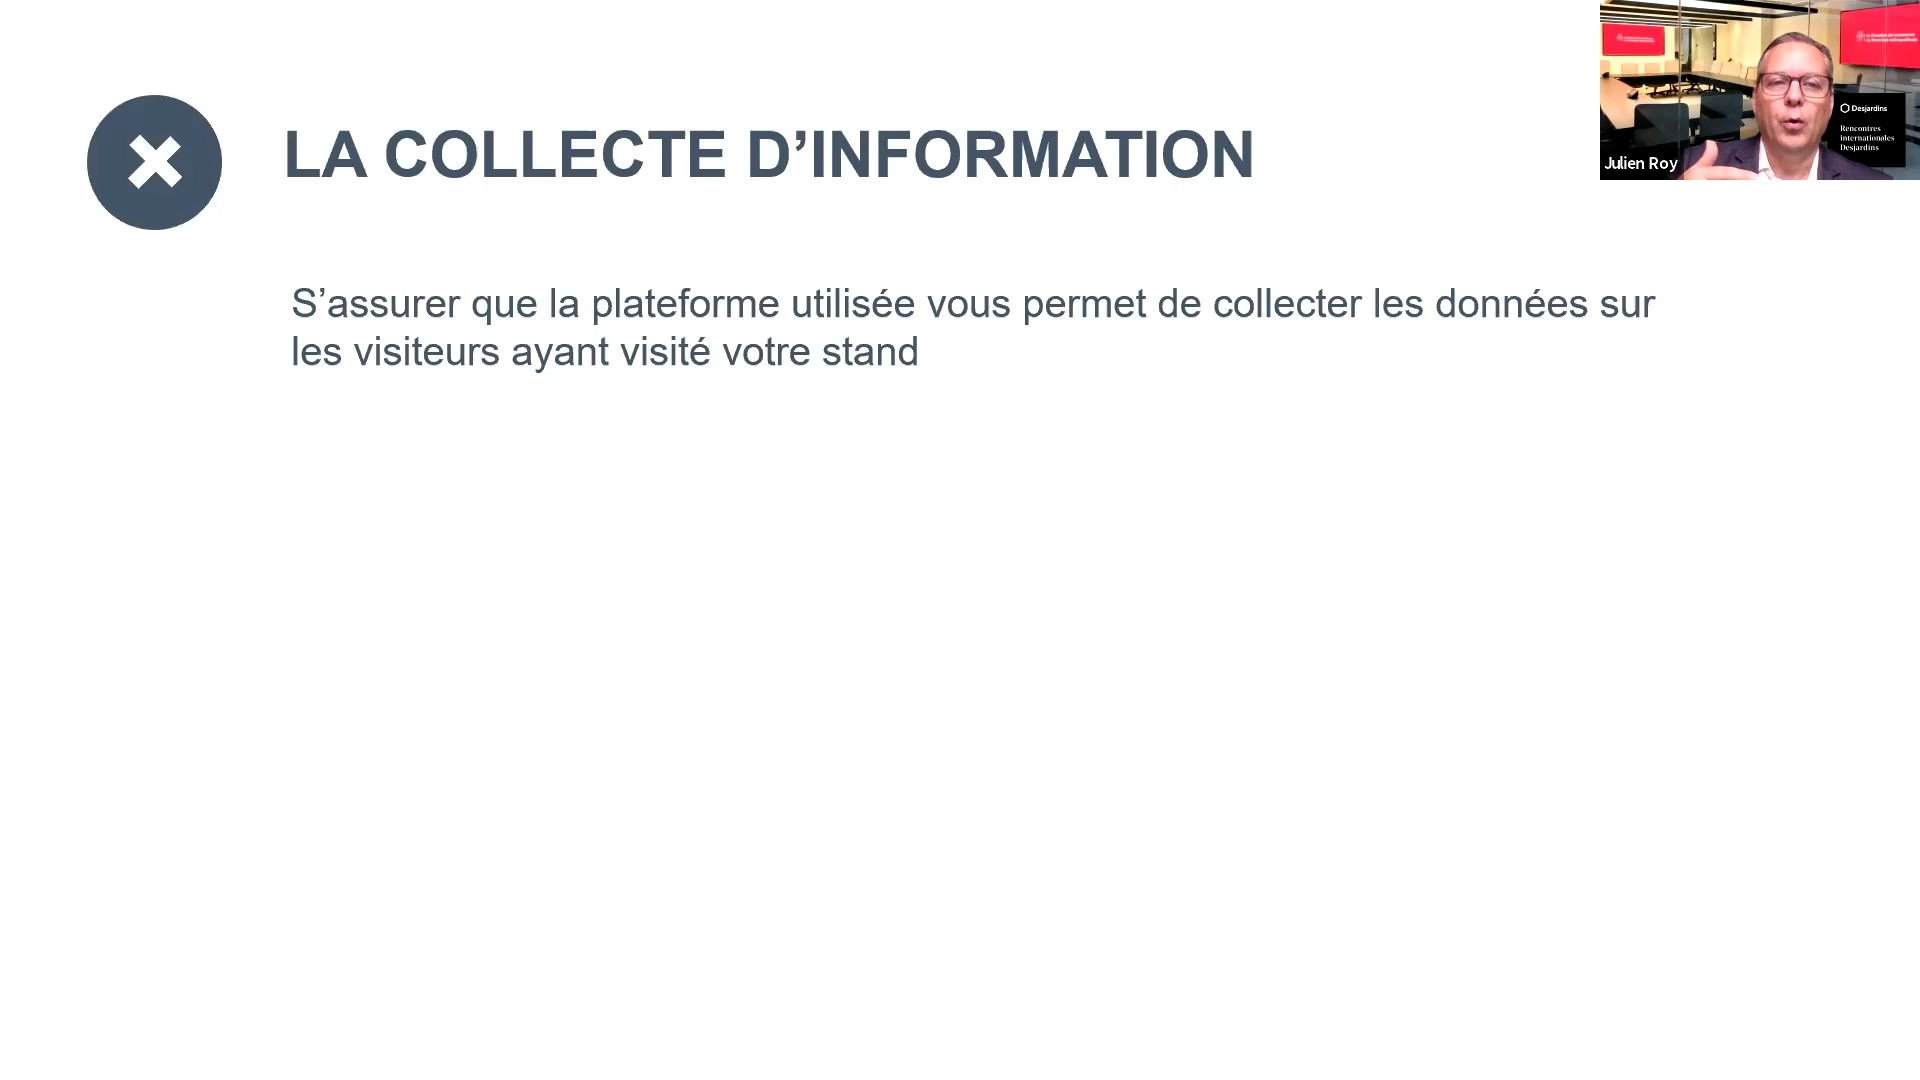 LA COLLECTE D’INFORMATION
S’assurer que la plateforme utilisée vous permet de collecter les données sur
les visiteurs ayant visité votre stand
Desjardins
Rencontres
internationales
Desjardins
Julien Roy